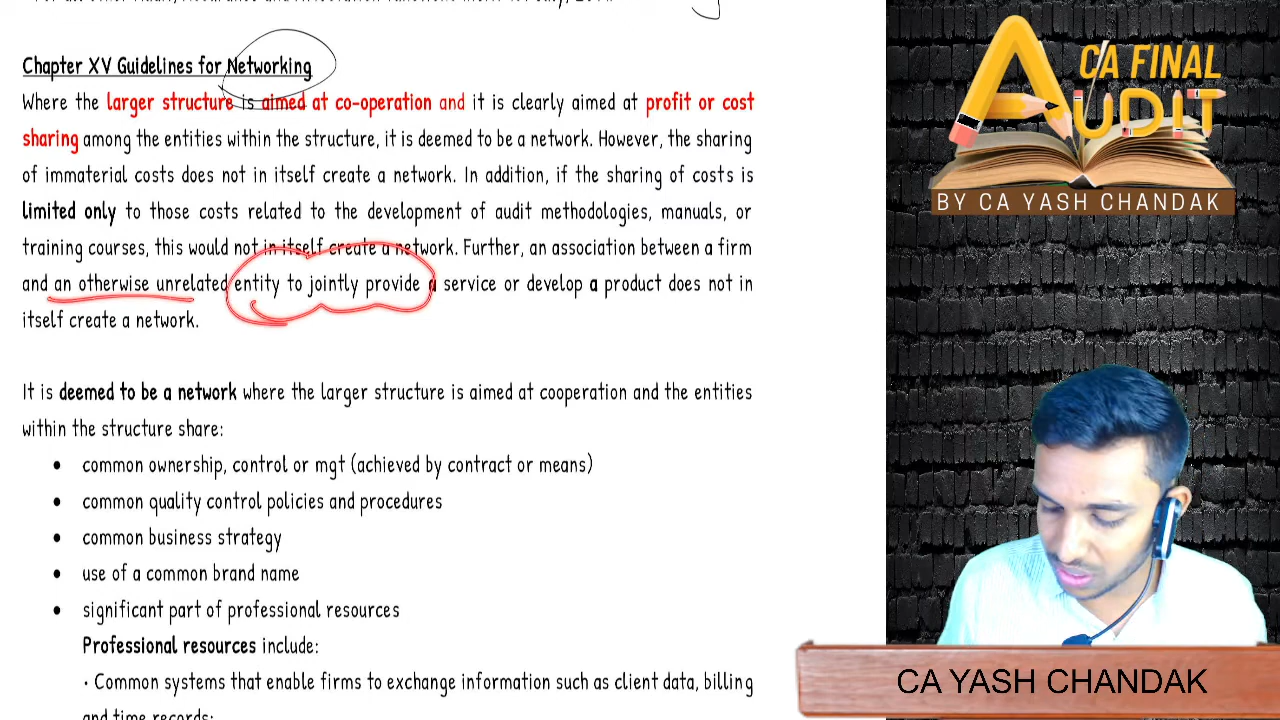 Chapter XV Guidelines for Networking
Where the larger structure is aimed at co-operation and it is clearly aimed at profit or cost
sharing among the entities within the structure, it is deemed to be a network. However, the sharing
of immaterial costs does not in itself create a network. In addition, if the sharing of costs is
limited only to those costs related to the development of audit methodologies, manuals, or
training courses, this would not in itself create a network. Further, an association between a firm
and an otherwise unrelated entity to jointly provide a service or develop a product does not in
itself create a network.
It is deemed to be a network where the larger structure is aimed at cooperation and the entities
within the structure share:
• common ownership, control or mgt (achieved by contract or means)
• common quality control policies and procedures
• common business strategy
• use of a common brand name
• significant part of professional resources
Professional resources include:
• Common systems that enable firms to exchange information such as client data, billing
and time records;
CA FINAL
AUDIT
BY CA YASH CHANDAK
CA YASH CHANDAK